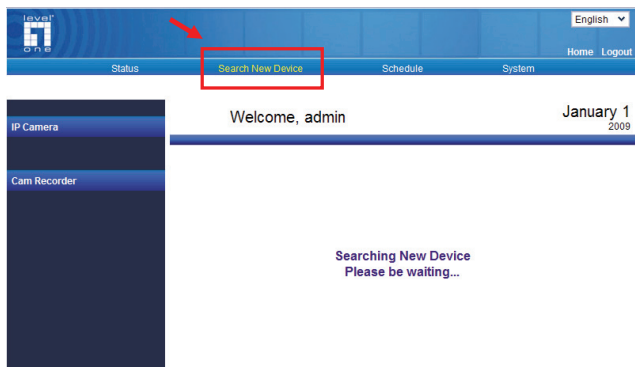 level
one
English
Home Logout
Status Search New Device Schedule System
IP Camera
Welcome, admin
January 1
2009
Cam Recorder
Searching New Device
Please be waiting...